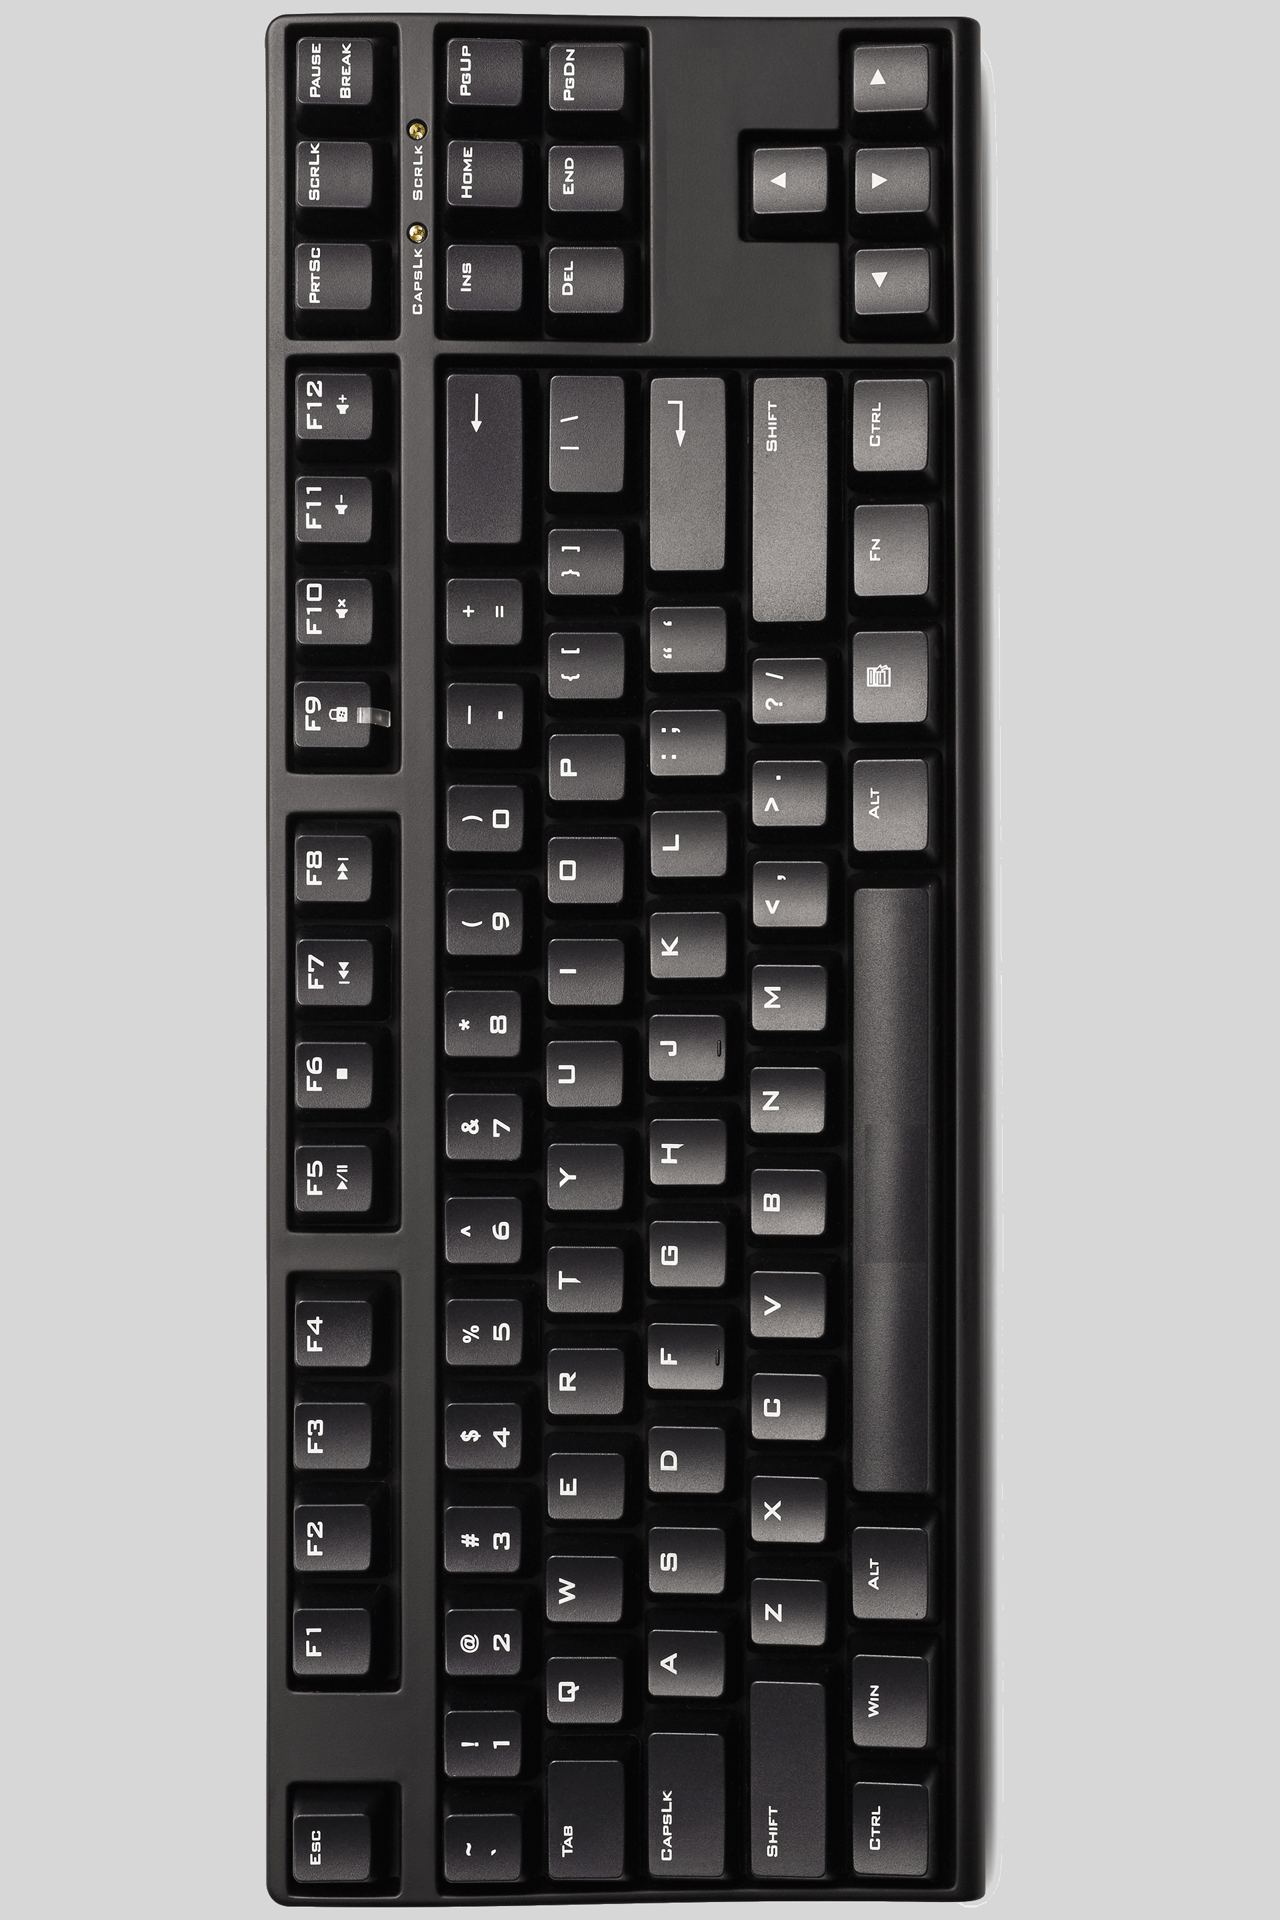 Esc F1 F2 F3 F4 F5 F6 F7 F8 F9 F10 F11 F12 PrtSc ScrLk Pause
Break
CapsLk ScrLk
~ ! @ # $ % ^ & * ( ) — + ← Ins Home PgUp
` 1 2 3 4 5 6 7 8 9 0 - =
Tab Q W E R T Y U I O P { [ } ] | \ Del End PgDn
CapsLk A S D F G H J K L : ; “ ‘ ↵
Shift Z X C V B N M < , > . ? / Shift ▲
Ctrl Win Alt Alt Fn Ctrl ◀ ▼ ▶